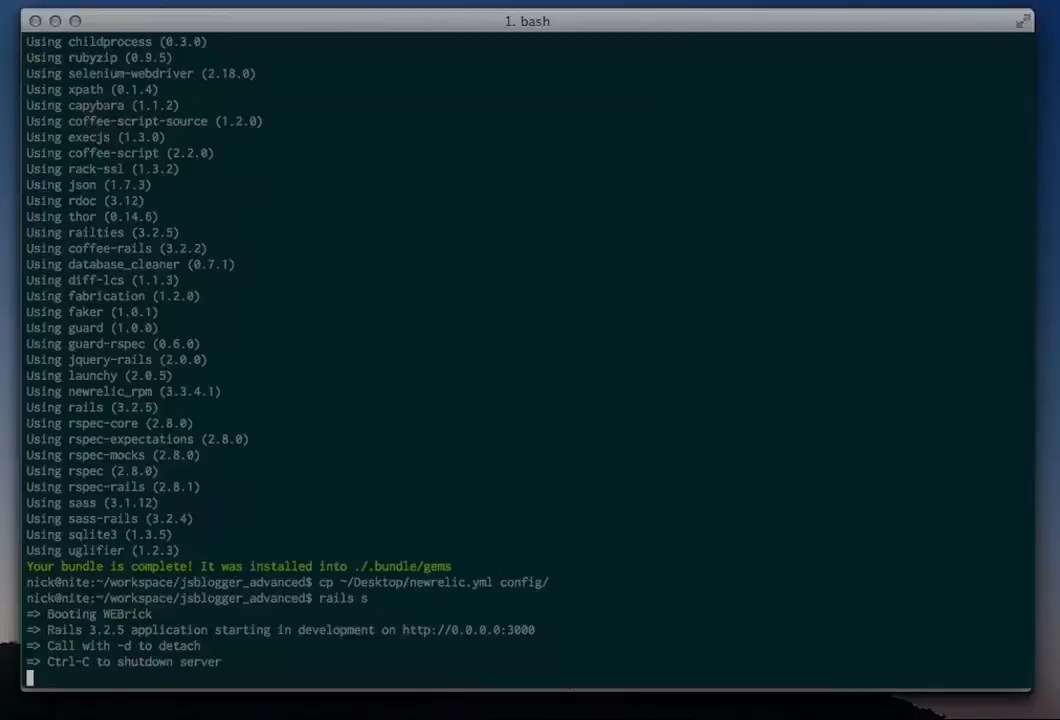 1. bash
Using childprocess (0.3.0)
Using rubyzip (0.9.5)
Using selenium-webdriver (2.18.0)
Using xpath (0.1.4)
Using capybara (1.1.2)
Using coffee-script-source (1.2.0)
Using execjs (1.3.0)
Using coffee-script (2.2.0)
Using rack-ssl (1.3.2)
Using json (1.7.3)
Using rdoc (3.12)
Using thor (0.14.6)
Using railties (3.2.5)
Using coffee-rails (3.2.2)
Using database_cleaner (0.7.1)
Using diff-lcs (1.1.3)
Using fabrication (1.2.0)
Using faker (1.0.1)
Using guard (1.0.0)
Using guard-rspec (0.6.0)
Using jquery-rails (2.0.0)
Using launchy (2.0.5)
Using newrelic_rpm (3.3.4.1)
Using rails (3.2.5)
Using rspec-core (2.8.0)
Using rspec-expectations (2.8.0)
Using rspec-mocks (2.8.0)
Using rspec (2.8.0)
Using rspec-rails (2.8.1)
Using sass (3.1.12)
Using sass-rails (3.2.4)
Using sqlite3 (1.3.5)
Using uglifier (1.2.3)
Your bundle is complete! It was installed into ./.bundle/gems
nick@nite:~/workspace/jsblogger_advanced$ cp ~/Desktop/newrelic.yml config/
nick@nite:~/workspace/jsblogger_advanced$ rails s
=> Booting WEBrick
=> Rails 3.2.5 application starting in development on http://0.0.0.0:3000
=> Call with -d to detach
=> Ctrl-C to shutdown server